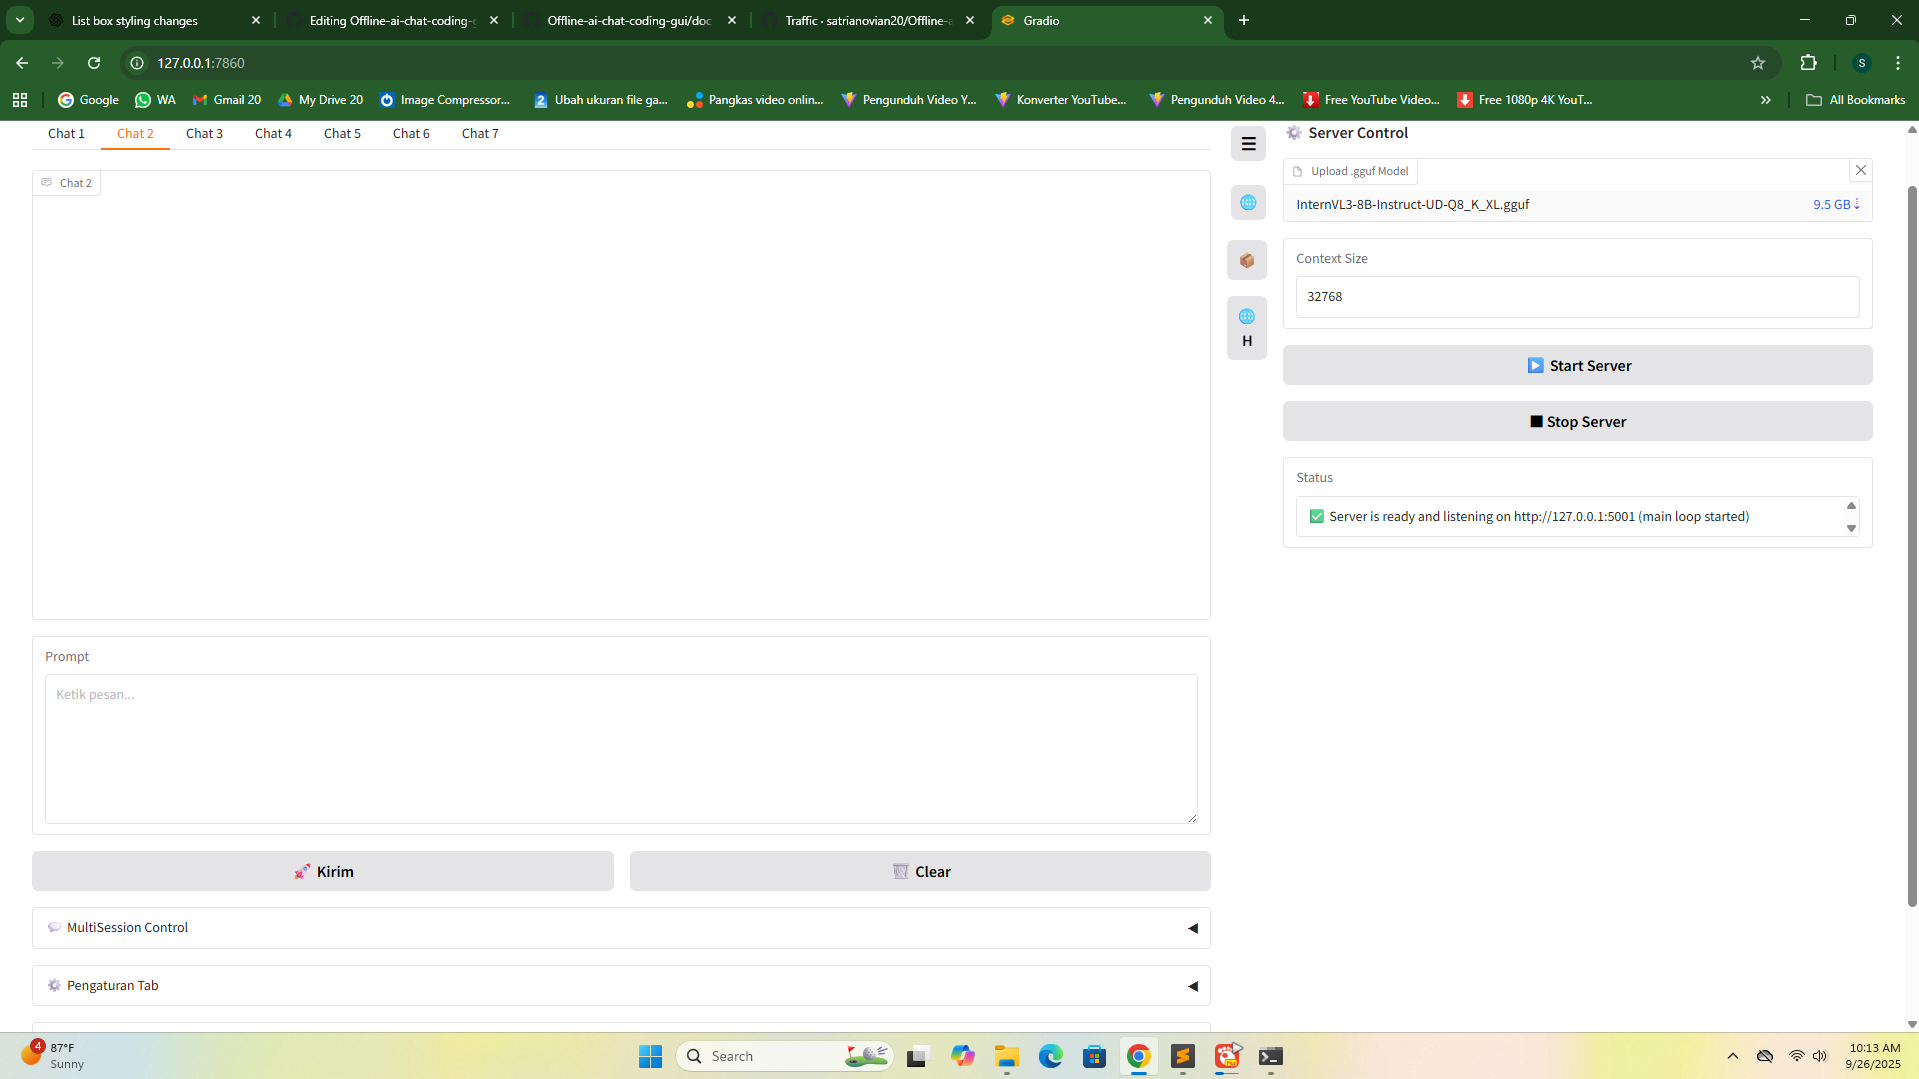 List box styling changes
Editing Offline-ai-chat-coding-g
Offline-ai-chat-coding-gui/doc
Traffic · satrianovian20/Offline-a
Gradio
127.0.0.1:7860
S
Google
WA
Gmail 20
My Drive 20
Image Compressor...
Ubah ukuran file ga...
Pangkas video onlin...
Pengunduh Video Y...
Konverter YouTube...
Pengunduh Video 4...
Free YouTube Video...
Free 1080p 4K YouT...
All Bookmarks
Chat 1
Chat 2
Chat 3
Chat 4
Chat 5
Chat 6
Chat 7
Chat 2
Prompt
Ketik pesan...
🚀 Kirim
🗑️ Clear
💬 MultiSession Control
⚙️ Pengaturan Tab
H
⚙️ Server Control
Upload .gguf Model
InternVL3-8B-Instruct-UD-Q8_K_XL.gguf
9.5 GB ⇣
Context Size
32768
▶️ Start Server
⏹ Stop Server
Status
✅ Server is ready and listening on http://127.0.0.1:5001 (main loop started)
4
87°F
Sunny
Search
10:13 AM
9/26/2025